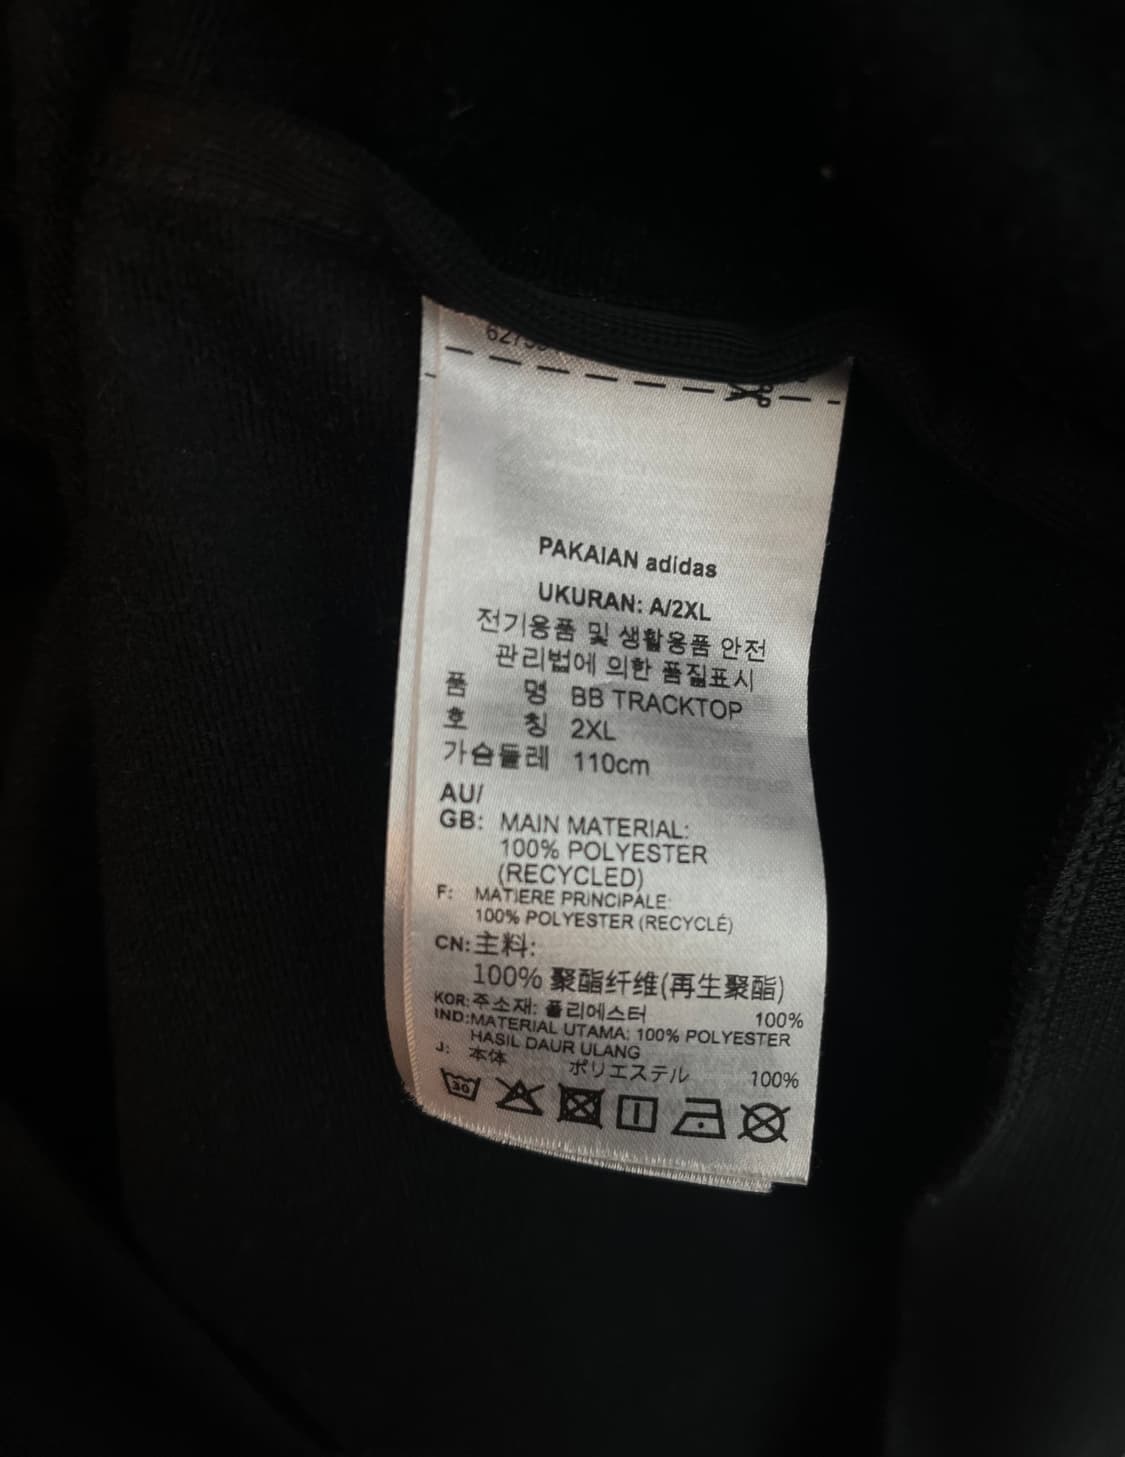 PAKAIAN adidas
UKURAN: A/2XL
전기용품 및 생활용품 안전
관리법에 의한 품질표시
품 명 BB TRACKTOP
호 칭 2XL
가슴둘레 110cm
AU/
GB: MAIN MATERIAL:
100% POLYESTER
(RECYCLED)
F: MATIERE PRINCIPALE:
100% POLYESTER (RECYCLÉ)
CN: 主料:
100% 聚酯纤维(再生聚酯)
KOR: 주소재: 폴리에스터 100%
IND: MATERIAL UTAMA: 100% POLYESTER
HASIL DAUR ULANG
J: 本体 ポリエステル 100%
30